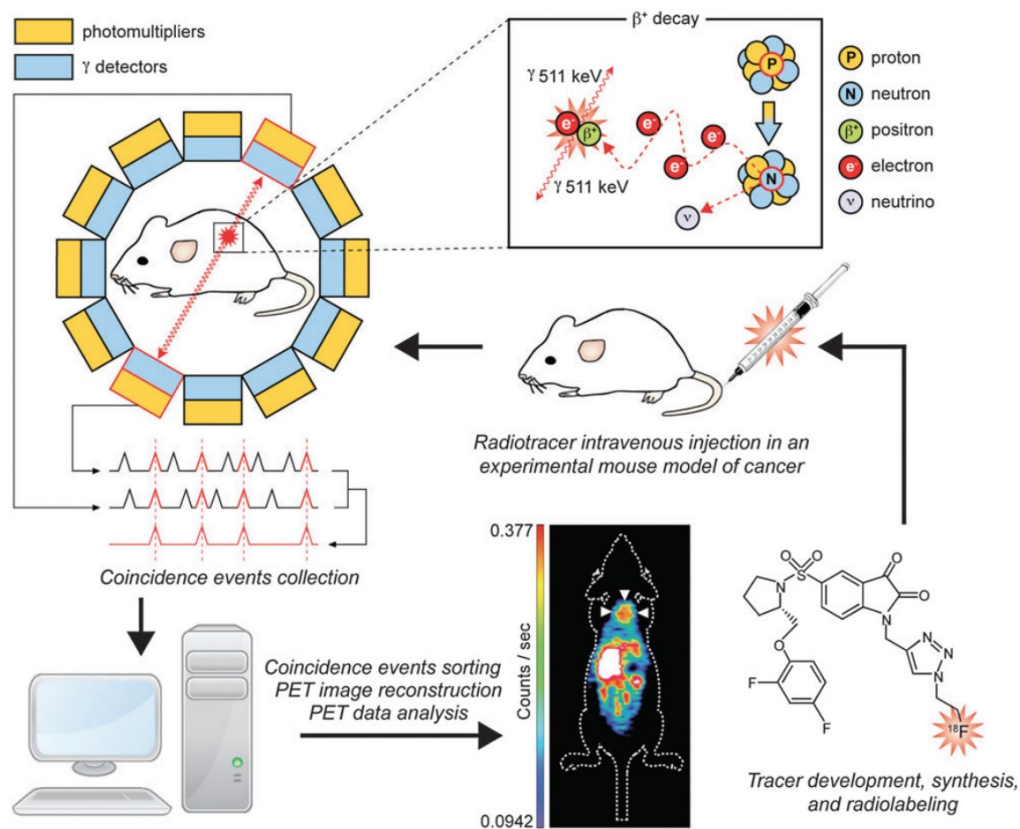 photomultipliers
γ detectors
β⁺ decay
γ 511 keV
γ 511 keV
e⁻
β⁺
e⁻
e⁻
e⁻
P
N
ν
P proton
N neutron
β⁺ positron
e⁻ electron
ν neutrino
Radiotracer intravenous injection in an
experimental mouse model of cancer
Coincidence events collection
Coincidence events sorting
PET image reconstruction
PET data analysis
0.377
Counts / sec
0.0942
O
O
S
N
O
O
N
O
F
F
N
N
N
¹⁸F
Tracer development, synthesis,
and radiolabeling